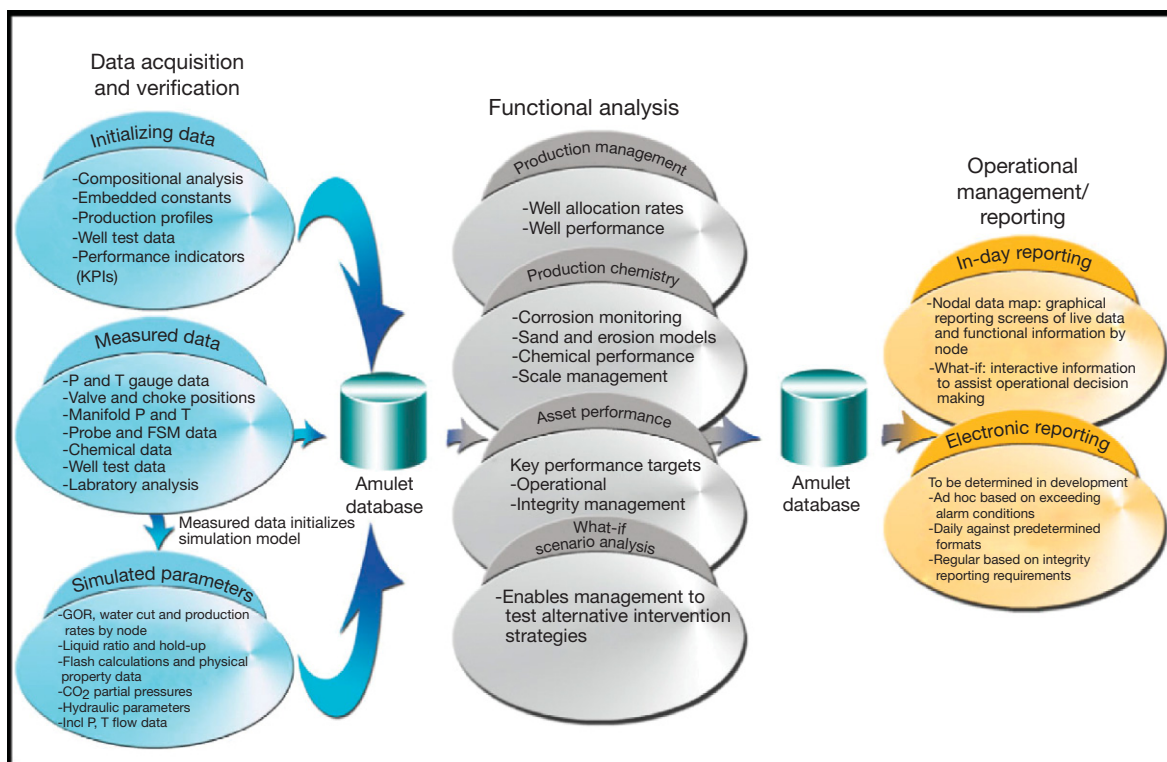 Data acquisition
and verification
Initializing data
-Compositional analysis
-Embedded constants
-Production profiles
-Well test data
-Performance indicators
(KPIs)
Measured data
-P and T gauge data
-Valve and choke positions
-Manifold P and T
-Probe and FSM data
-Chemical data
-Well test data
-Labratory analysis
Measured data initializes
simulation model
Simulated parameters
-GOR, water cut and production
rates by node
-Liquid ratio and hold-up
-Flash calculations and physical
property data
-CO2 partial pressures
-Hydraulic parameters
-Incl P, T flow data
Amulet
database
Functional analysis
Production management
-Well allocation rates
-Well performance
Production chemistry
-Corrosion monitoring
-Sand and erosion models
-Chemical performance
-Scale management
Asset performance
Key performance targets
-Operational
-Integrity management
What-if
scenario analysis
-Enables management to
test alternative intervention
strategies
Amulet
database
Operational
management/
reporting
In-day reporting
-Nodal data map: graphical
reporting screens of live data
and functional information by
node
-What-if: interactive information
to assist operational decision
making
Electronic reporting
To be determined in development
-Ad hoc based on exceeding
alarm conditions
-Daily against predetermined
formats
-Regular based on integrity
reporting requirements